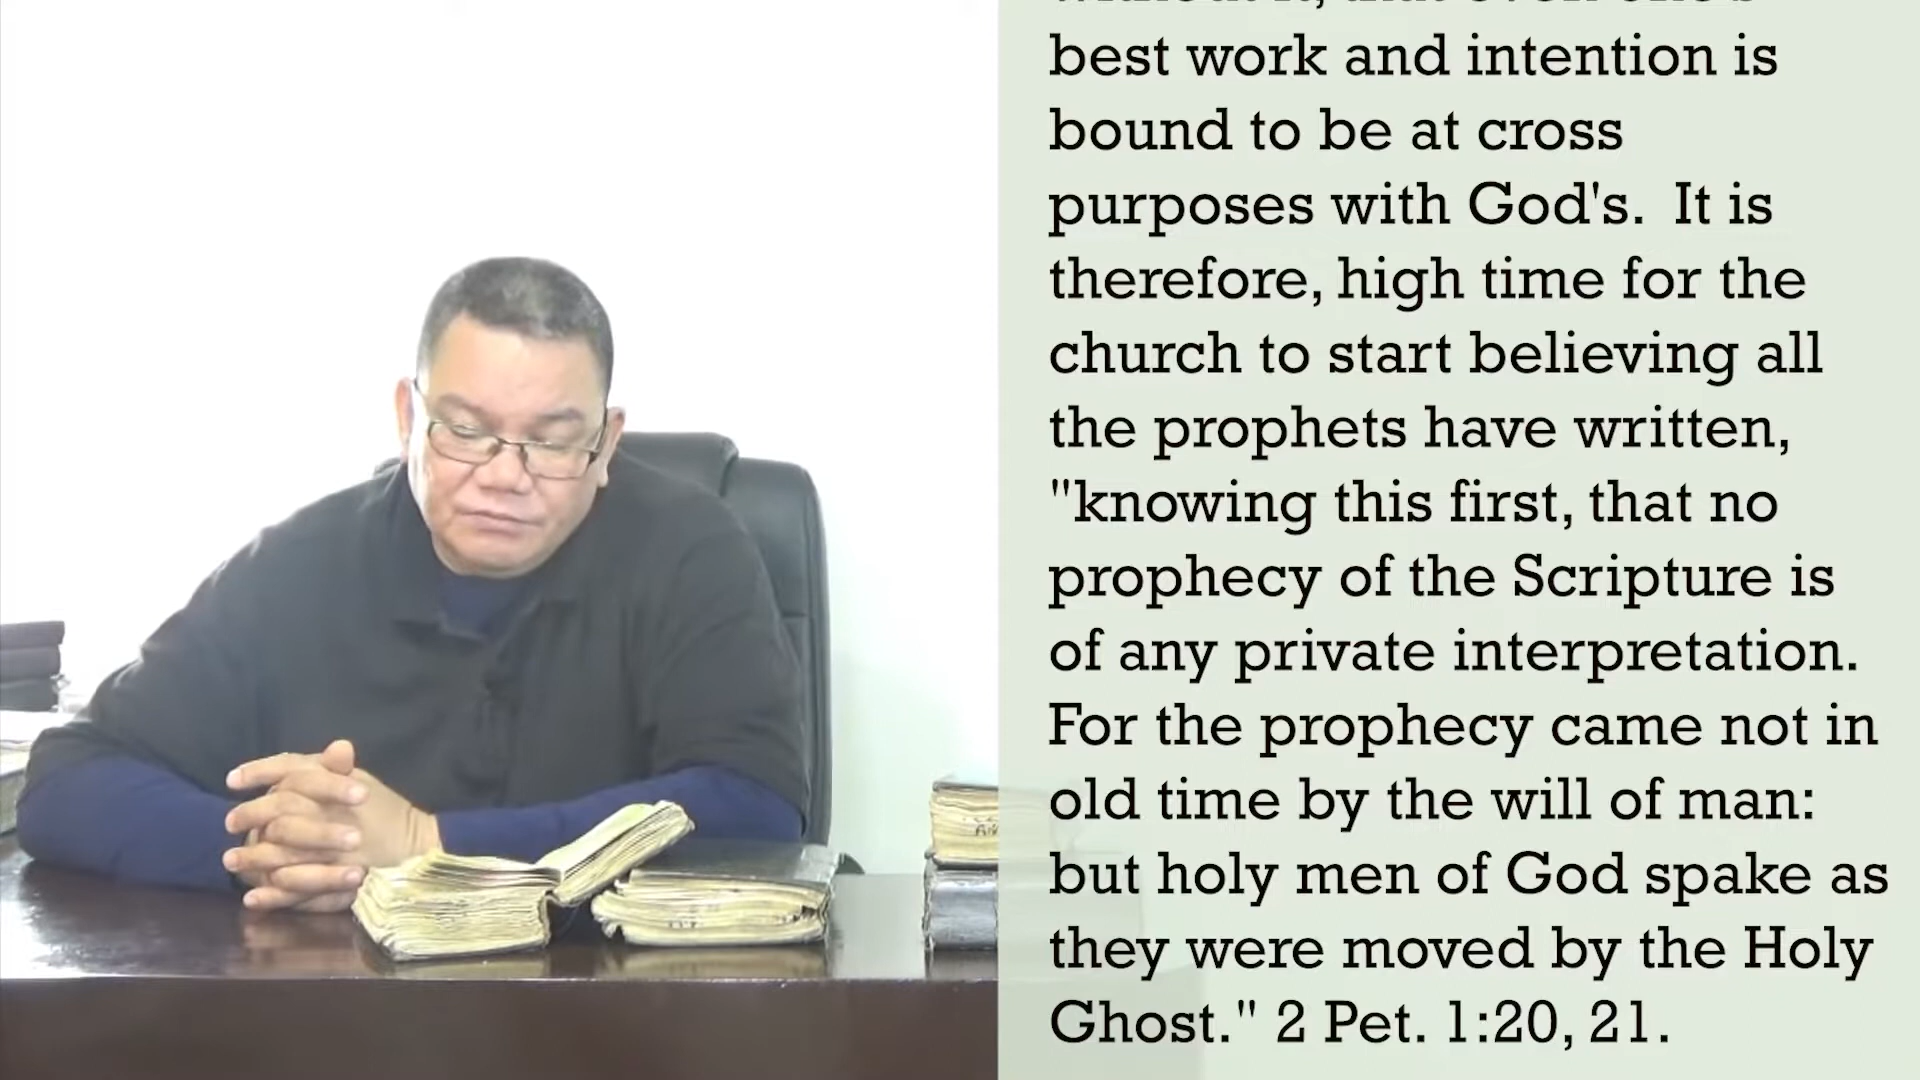 best work and intention is
bound to be at cross
purposes with God's.  It is
therefore, high time for the
church to start believing all
the prophets have written,
"knowing this first, that no
prophecy of the Scripture is
of any private interpretation.
For the prophecy came not in
old time by the will of man:
but holy men of God spake as
they were moved by the Holy
Ghost." 2 Pet. 1:20, 21.